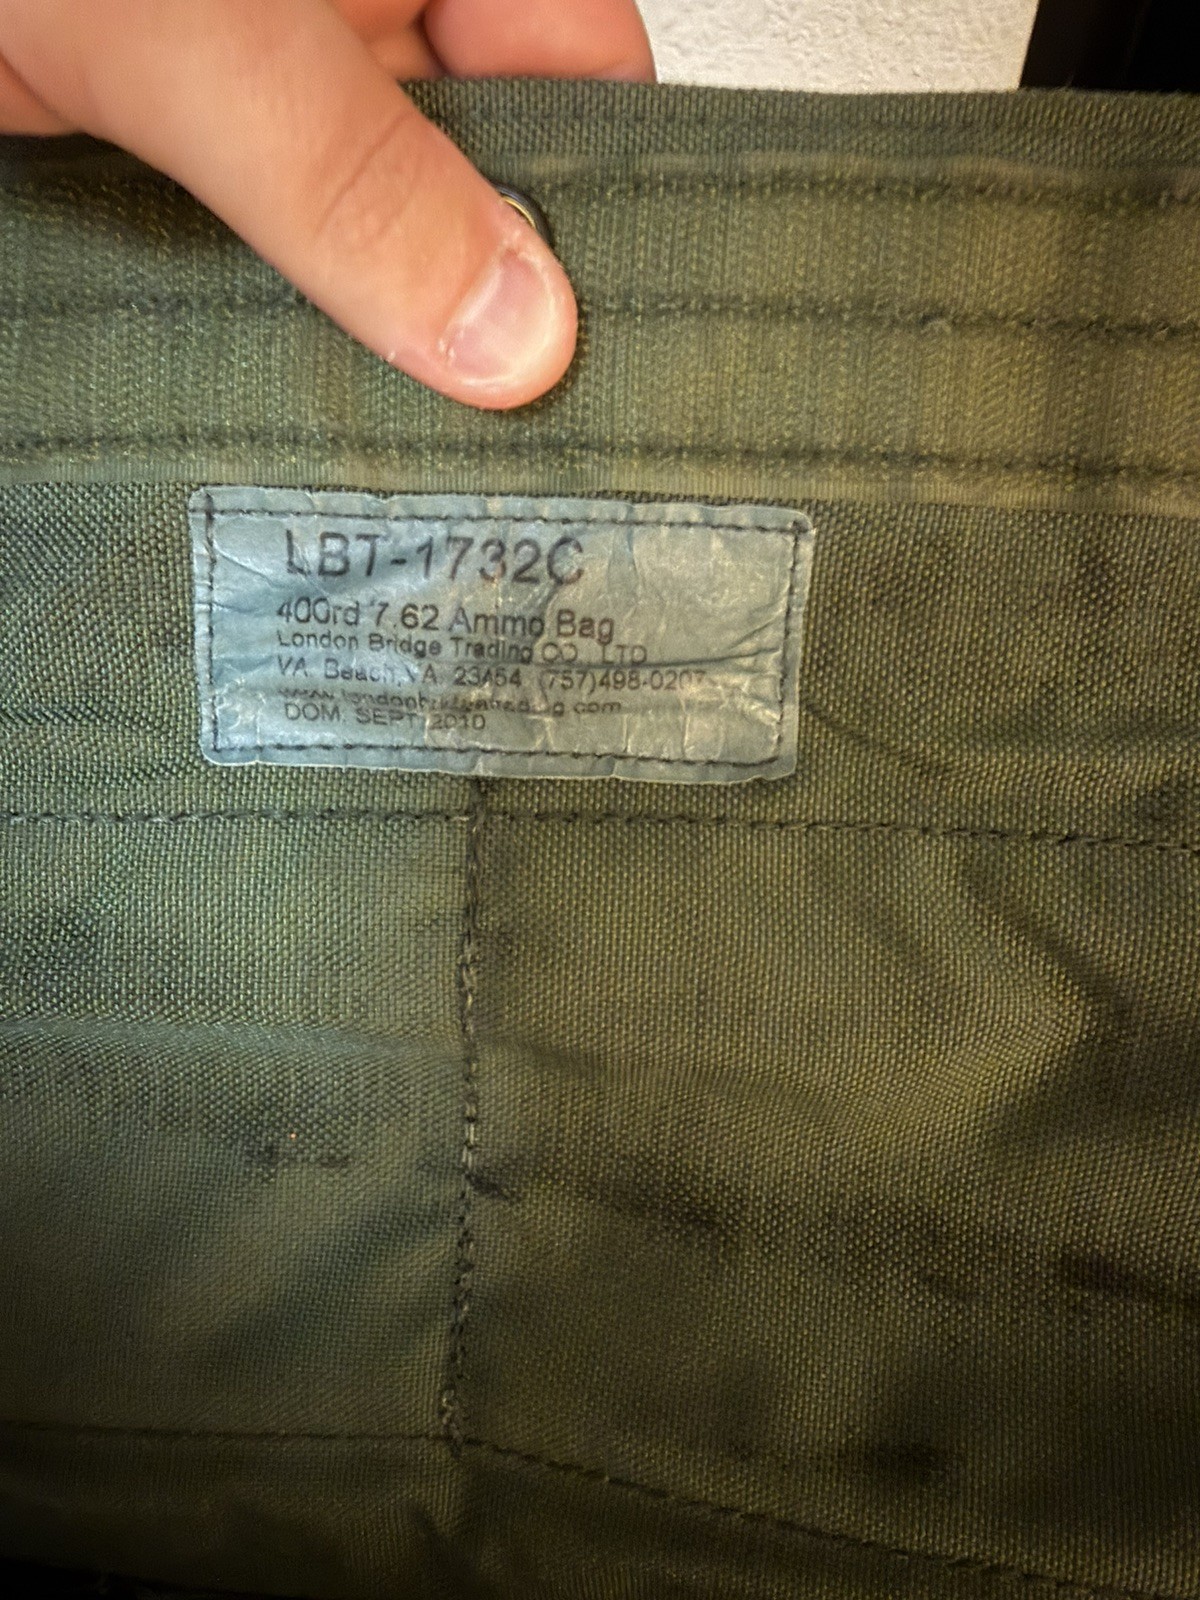 LBT-1732C
400rd 7.62 Ammo Bag
London Bridge Trading CO. LTD
VA. Beach, VA 23454 (757)498-0207
DOM: SEPT 2010